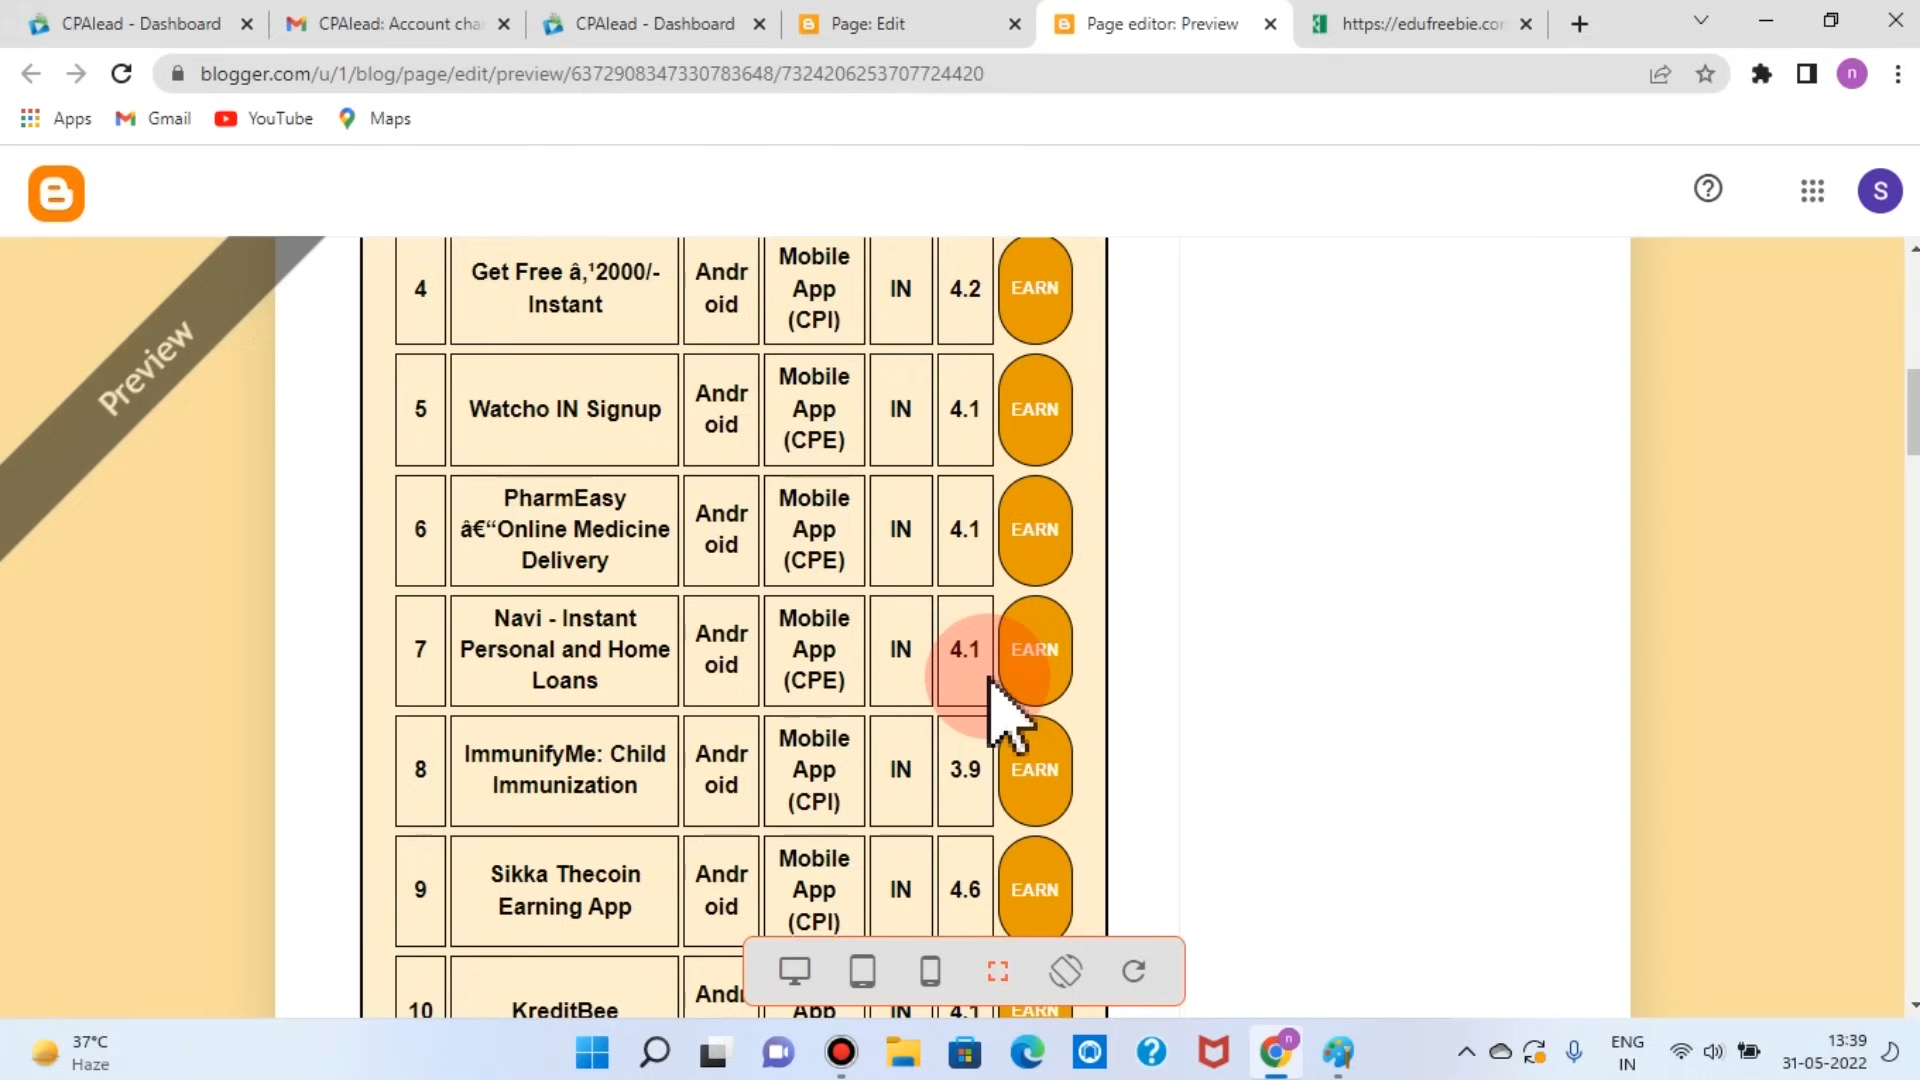 CPAlead - Dashboard
CPAlead: Account cha
CPAlead - Dashboard
Page: Edit
Page editor: Preview
https://edufreebie.co
blogger.com/u/1/blog/page/edit/preview/6372908347330783648/7324206253707724420
n
Apps
Gmail
YouTube
Maps
S
Preview
4
Get Free â‚¹2000/-
Instant
Andr
oid
Mobile
App
(CPI)
IN
4.2
EARN
5
Watcho IN Signup
Andr
oid
Mobile
App
(CPE)
IN
4.1
EARN
6
PharmEasy
â€“Online Medicine
Delivery
Andr
oid
Mobile
App
(CPE)
IN
4.1
EARN
7
Navi - Instant
Personal and Home
Loans
Andr
oid
Mobile
App
(CPE)
IN
4.1
EARN
8
ImmunifyMe: Child
Immunization
Andr
oid
Mobile
App
(CPI)
IN
3.9
EARN
9
Sikka Thecoin
Earning App
Andr
oid
Mobile
App
(CPI)
IN
4.6
EARN
10
KreditBee
Andr
App
IN
4.1
EARN
37°C
Haze
n
ENG
IN
13:39
31-05-2022